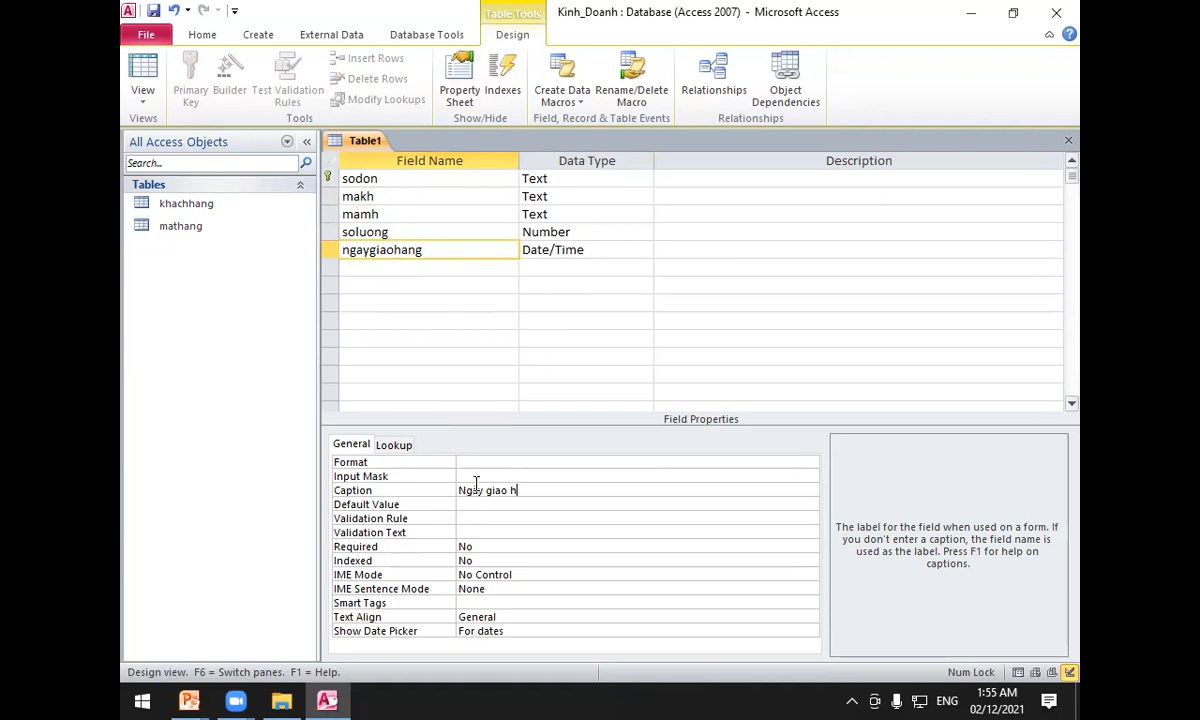 Table Tools
Kinh_Doanh : Database (Access 2007) - Microsoft Access
File
Home
Create
External Data
Database Tools
Design
View
Primary Key
Builder
Test Validation Rules
Insert Rows
Delete Rows
Modify Lookups
Property Sheet
Indexes
Create Data Macros
Rename/Delete Macro
Relationships
Object Dependencies
Views
Tools
Show/Hide
Field, Record & Table Events
Relationships
All Access Objects
Search...
Tables
khachhang
mathang
Table1
Field Name Data Type Description
sodon Text
makh Text
mamh Text
soluong Number
ngaygiaohang Date/Time
Field Properties
General Lookup
Format
Input Mask
Caption Ngay giao h
Default Value
Validation Rule
Validation Text
Required No
Indexed No
IME Mode No Control
IME Sentence Mode None
Smart Tags
Text Align General
Show Date Picker For dates
The label for the field when used on a form. If
you don't enter a caption, the field name is
used as the label. Press F1 for help on
captions.
Design view. F6 = Switch panes. F1 = Help.
Num Lock
ENG
1:55 AM
02/12/2021